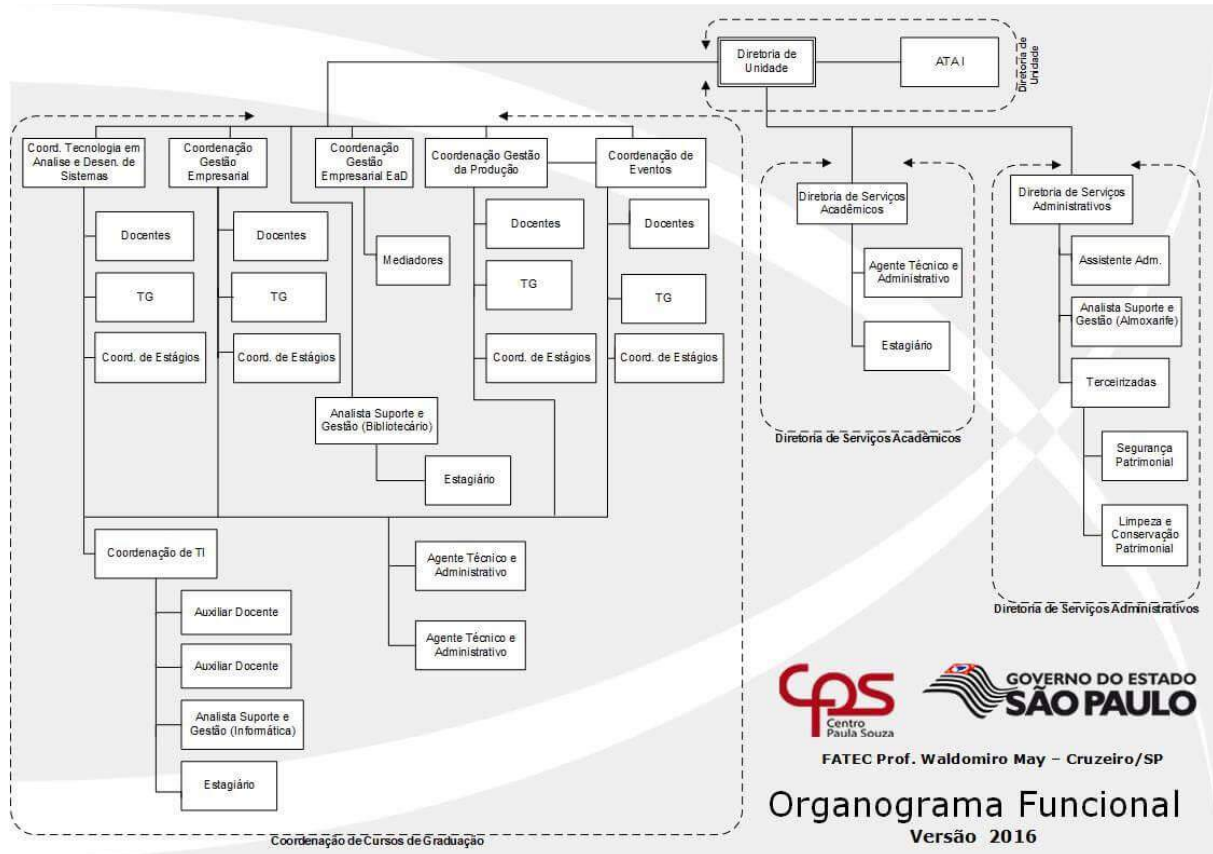 Diretoria de
Unidade
ATA I
Diretoria de
Unidade
Coord. Tecnologia em
Analise e Desen. de
Sistemas
Coordenação
Gestão
Empresarial
Coordenação
Gestão
Empresarial EaD
Coordenação Gestão
da Produção
Coordenação de
Eventos
Docentes
TG
Coord. de Estágios
Docentes
TG
Coord. de Estágios
Mediadores
Docentes
TG
Coord. de Estágios
Docentes
TG
Coord. de Estágios
Analista Suporte e
Gestão (Bibliotecário)
Estagiário
Coordenação de TI
Auxiliar Docente
Auxiliar Docente
Analista Suporte e
Gestão (Informática)
Estagiário
Agente Técnico e
Administrativo
Agente Técnico e
Administrativo
Coordenação de Cursos de Graduação
Diretoria de Serviços
Acadêmicos
Agente Técnico e
Administrativo
Estagiário
Diretoria de Serviços Acadêmicos
Diretoria de Serviços
Administrativos
Assistente Adm.
Analista Suporte e
Gestão (Almoxarife)
Terceirizadas
Segurança
Patrimonial
Limpeza e
Conservação
Patrimonial
Diretoria de Serviços Administrativos
CPS
Centro
Paula Souza
GOVERNO DO ESTADO
SÃO PAULO
FATEC Prof. Waldomiro May – Cruzeiro/SP
Organograma Funcional
Versão 2016